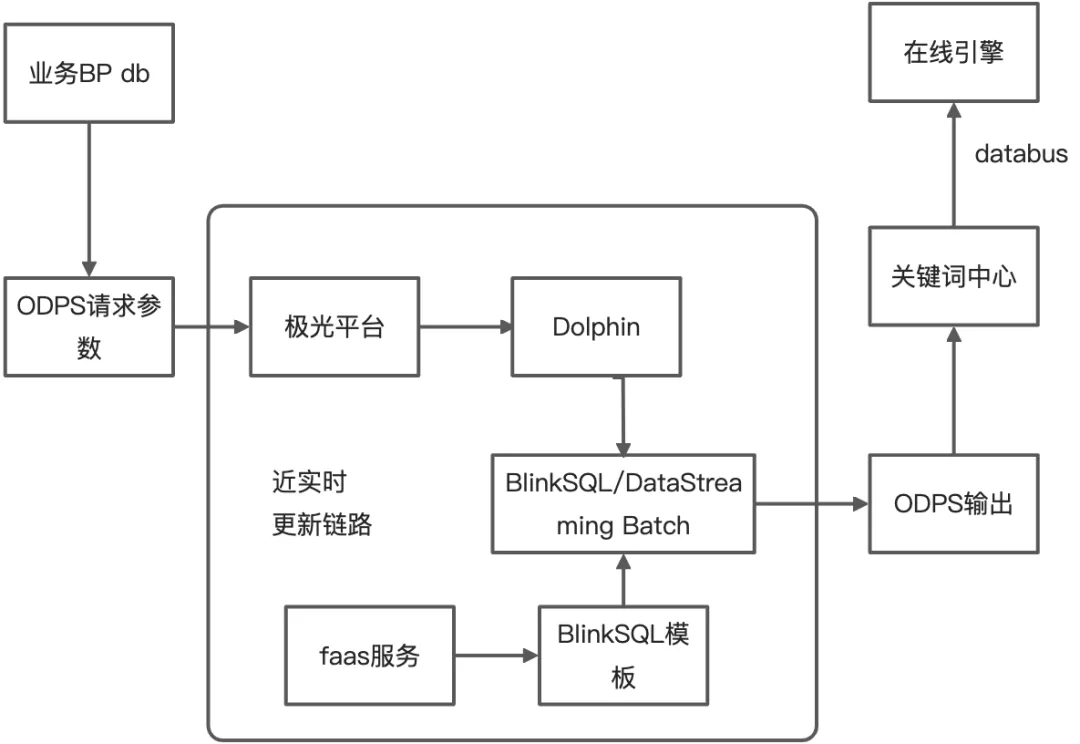 业务BP db
在线引擎
databus
关键词中心
ODPS请求参
数
极光平台
Dolphin
近实时
更新链路
BlinkSQL/DataStrea
ming Batch
ODPS输出
faas服务
BlinkSQL模
板